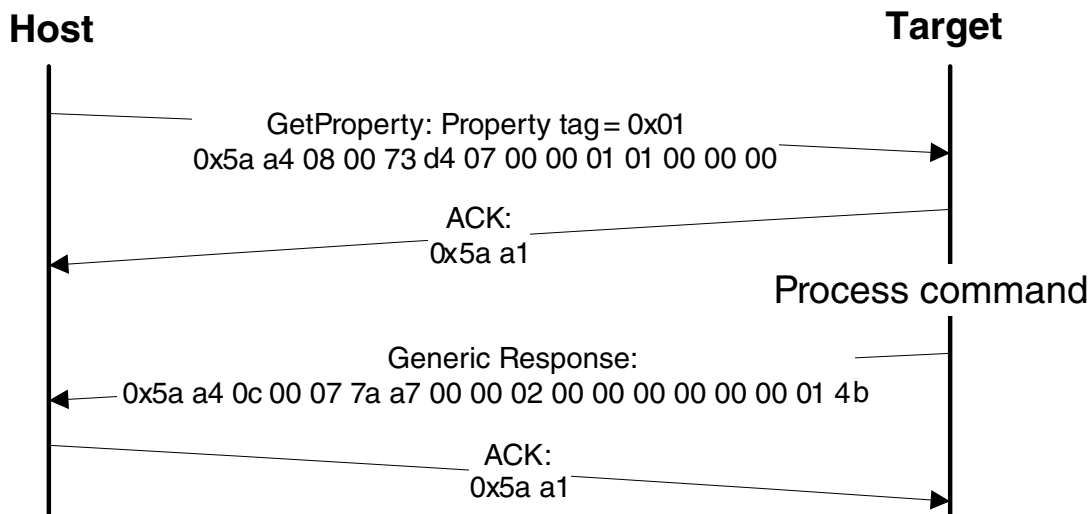 Host
Target
GetProperty: Property tag = 0x01
0x5a a4 08 00 73 d4 07 00 00 01 01 00 00 00
ACK:
0x5a a1
Process command
Generic Response:
0x5a a4 0c 00 07 7a a7 00 00 02 00 00 00 00 00 00 01 4b
ACK:
0x5a a1